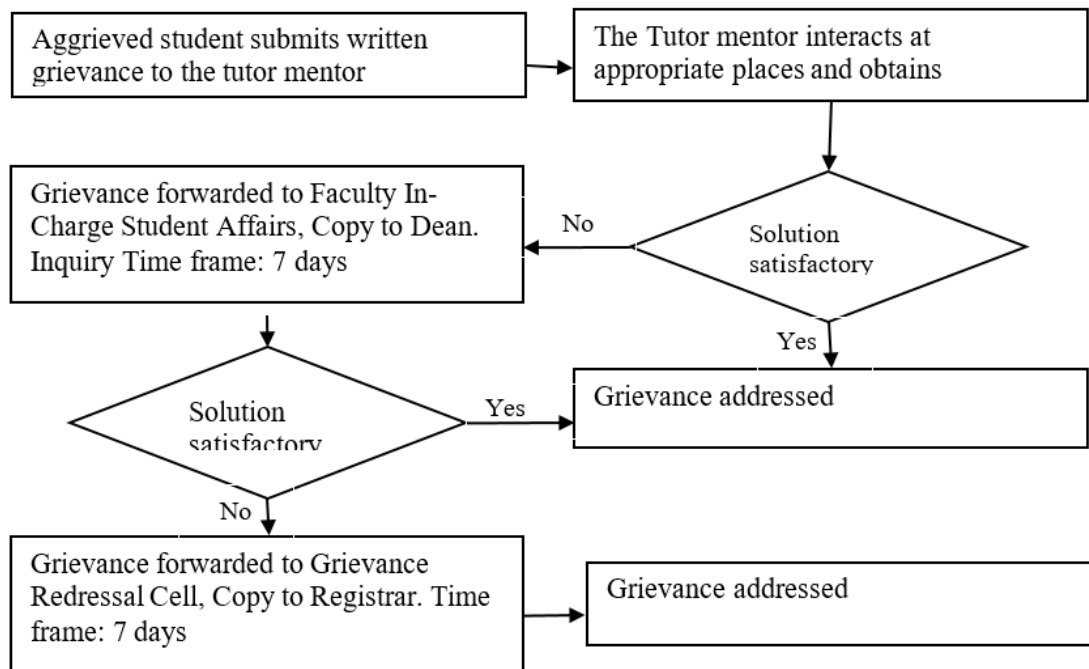 Aggrieved student submits written
grievance to the tutor mentor
The Tutor mentor interacts at
appropriate places and obtains
Solution
satisfactory
No
Yes
Grievance forwarded to Faculty In-
Charge Student Affairs, Copy to Dean.
Inquiry Time frame: 7 days
Solution
satisfactory
Yes
Grievance addressed
No
Grievance forwarded to Grievance
Redressal Cell, Copy to Registrar. Time
frame: 7 days
Grievance addressed